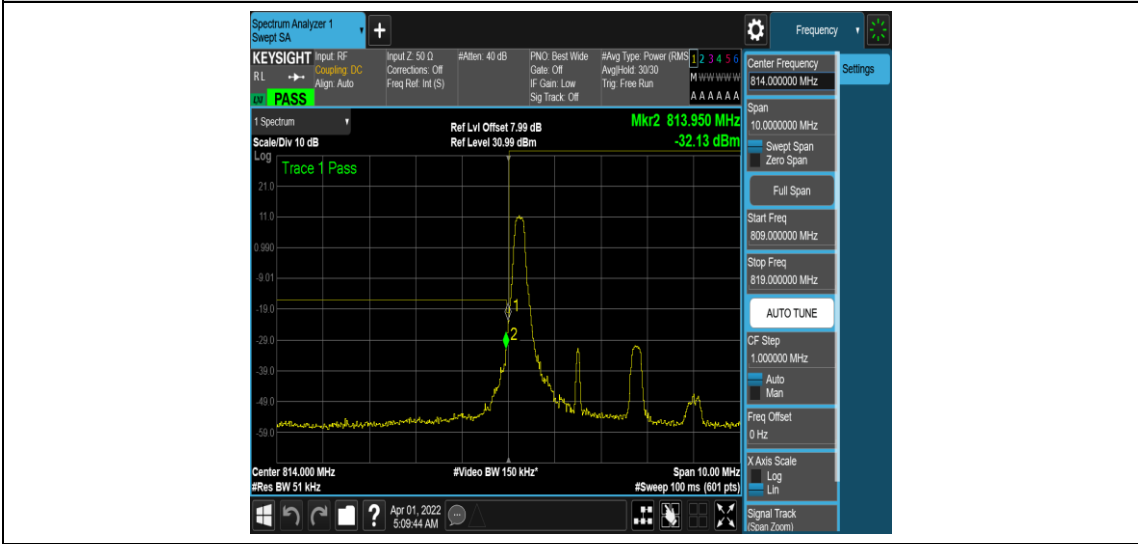 Spectrum Analyzer 1
Swept SA
+
Frequency
KEYSIGHT
RL
PASS
Input: RF
Coupling: DC
Align: Auto
Input Z: 50 Ω
Corrections: Off
Freq Ref: Int (S)
#Atten: 40 dB
PNO: Best Wide
Gate: Off
IF Gain: Low
Sig Track: Off
#Avg Type: Power (RMS
Avg|Hold: 30/30
Trig: Free Run
1 2 3 4 5 6
M W W W W W
A A A A A A
1 Spectrum
Scale/Div 10 dB
Ref Lvl Offset 7.99 dB
Ref Level 30.99 dBm
Mkr2 813.950 MHz
-32.13 dBm
Log
Trace 1 Pass
21.0
11.0
0.990
-9.01
-19.0
-29.0
-39.0
-49.0
-59.0
1
2
Center 814.000 MHz
#Res BW 51 kHz
#Video BW 150 kHz*
Span 10.00 MHz
#Sweep 100 ms (601 pts)
Center Frequency
814.000000 MHz
Settings
Span
10.0000000 MHz
Swept Span
Zero Span
Full Span
Start Freq
809.000000 MHz
Stop Freq
819.000000 MHz
AUTO TUNE
CF Step
1.000000 MHz
Auto
Man
Freq Offset
0 Hz
X Axis Scale
Log
Lin
Signal Track
(Span Zoom)
?
Apr 01, 2022
5:09:44 AM